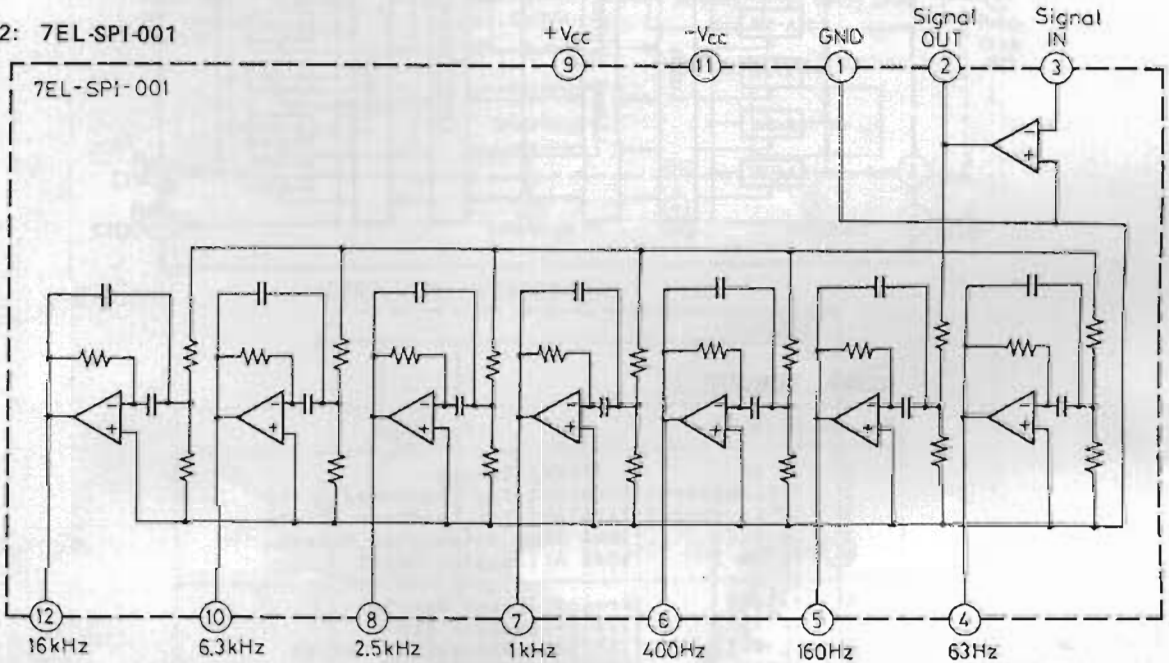 2: 7EL-SPI-001
7EL-SPI-001
+Vcc
9
-Vcc
11
GND
1
Signal
OUT
2
Signal
IN
3
-
+
-
+
+
+
+
+
+
+
12
16kHz
10
6.3kHz
8
2.5kHz
7
1kHz
6
400Hz
5
160Hz
4
63Hz